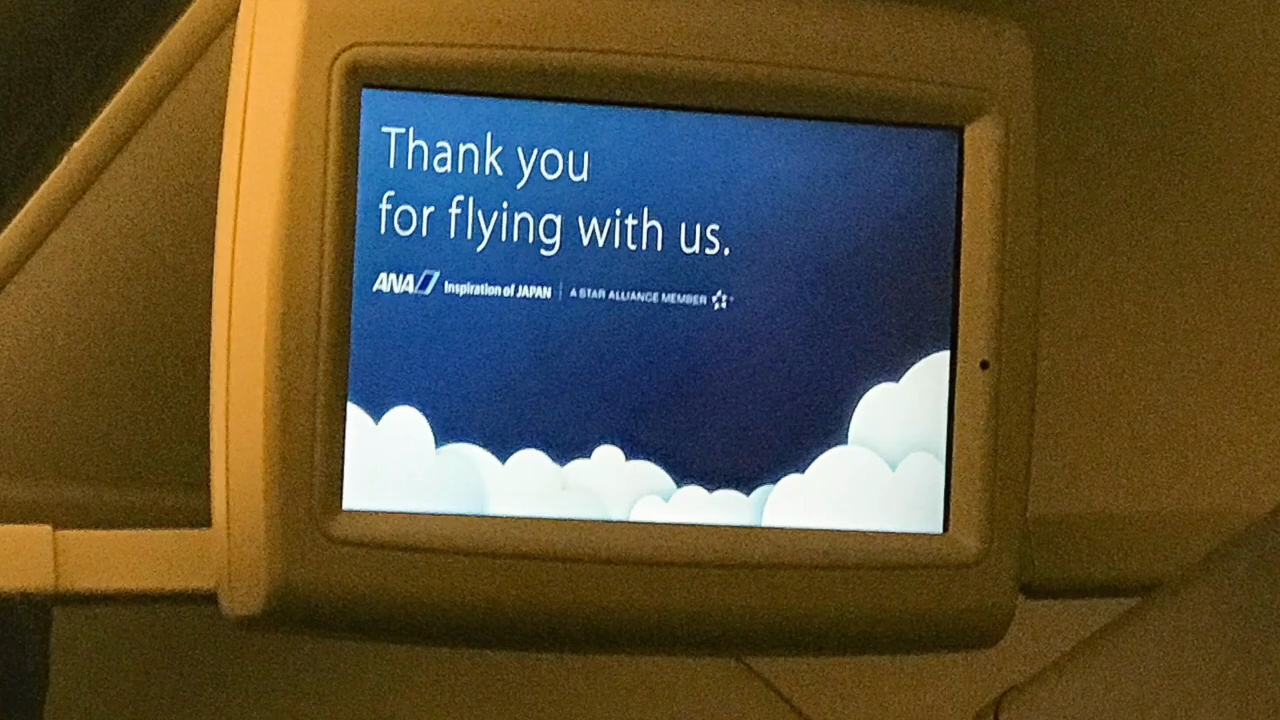 Thank you
for flying with us.
ANA Inspiration of JAPAN | A STAR ALLIANCE MEMBER